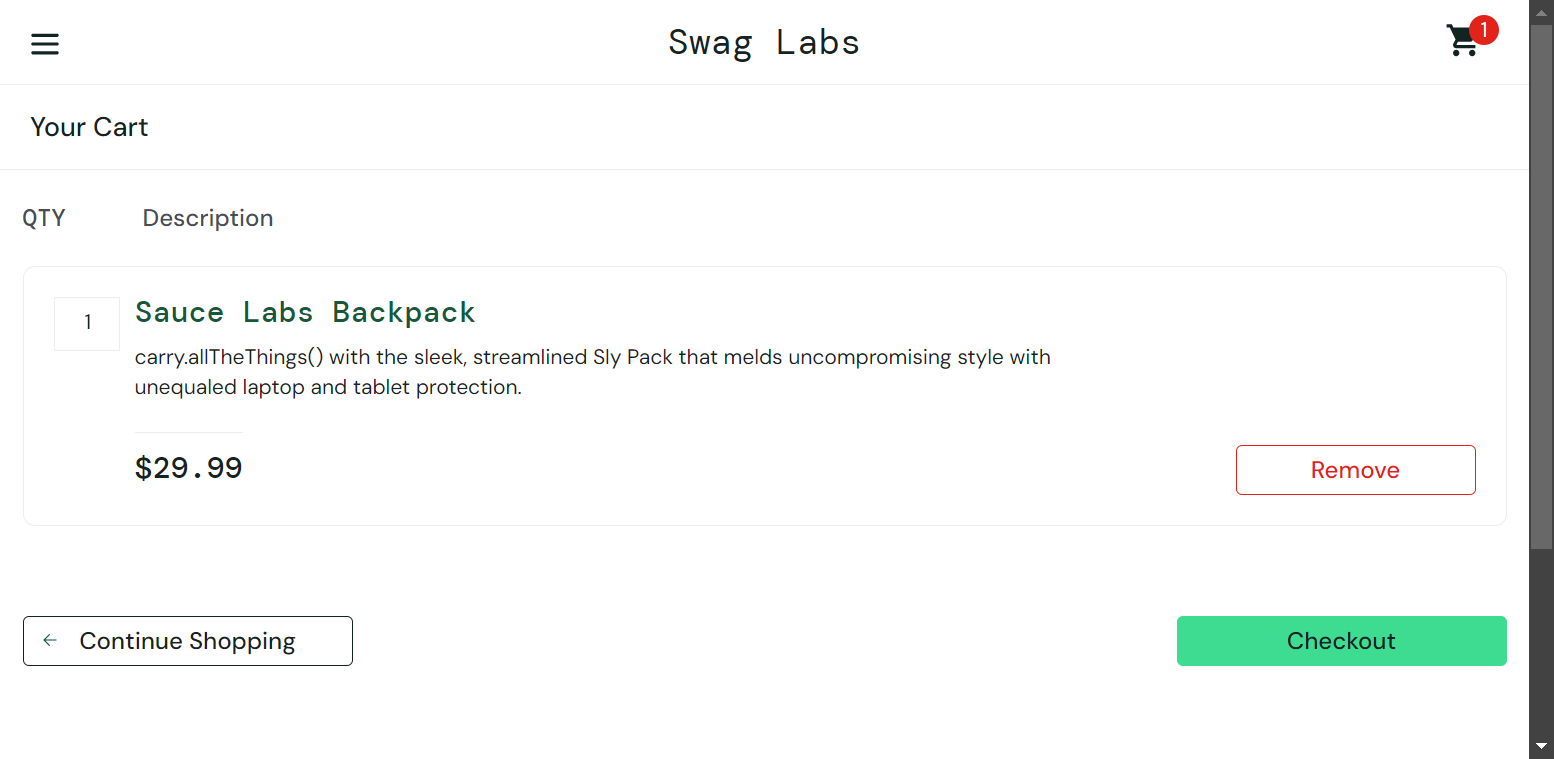 Swag Labs
1
Your Cart
QTY Description
1
Sauce Labs Backpack
carry.allTheThings() with the sleek, streamlined Sly Pack that melds uncompromising style with
unequaled laptop and tablet protection.
$29.99
Remove
Continue Shopping
Checkout